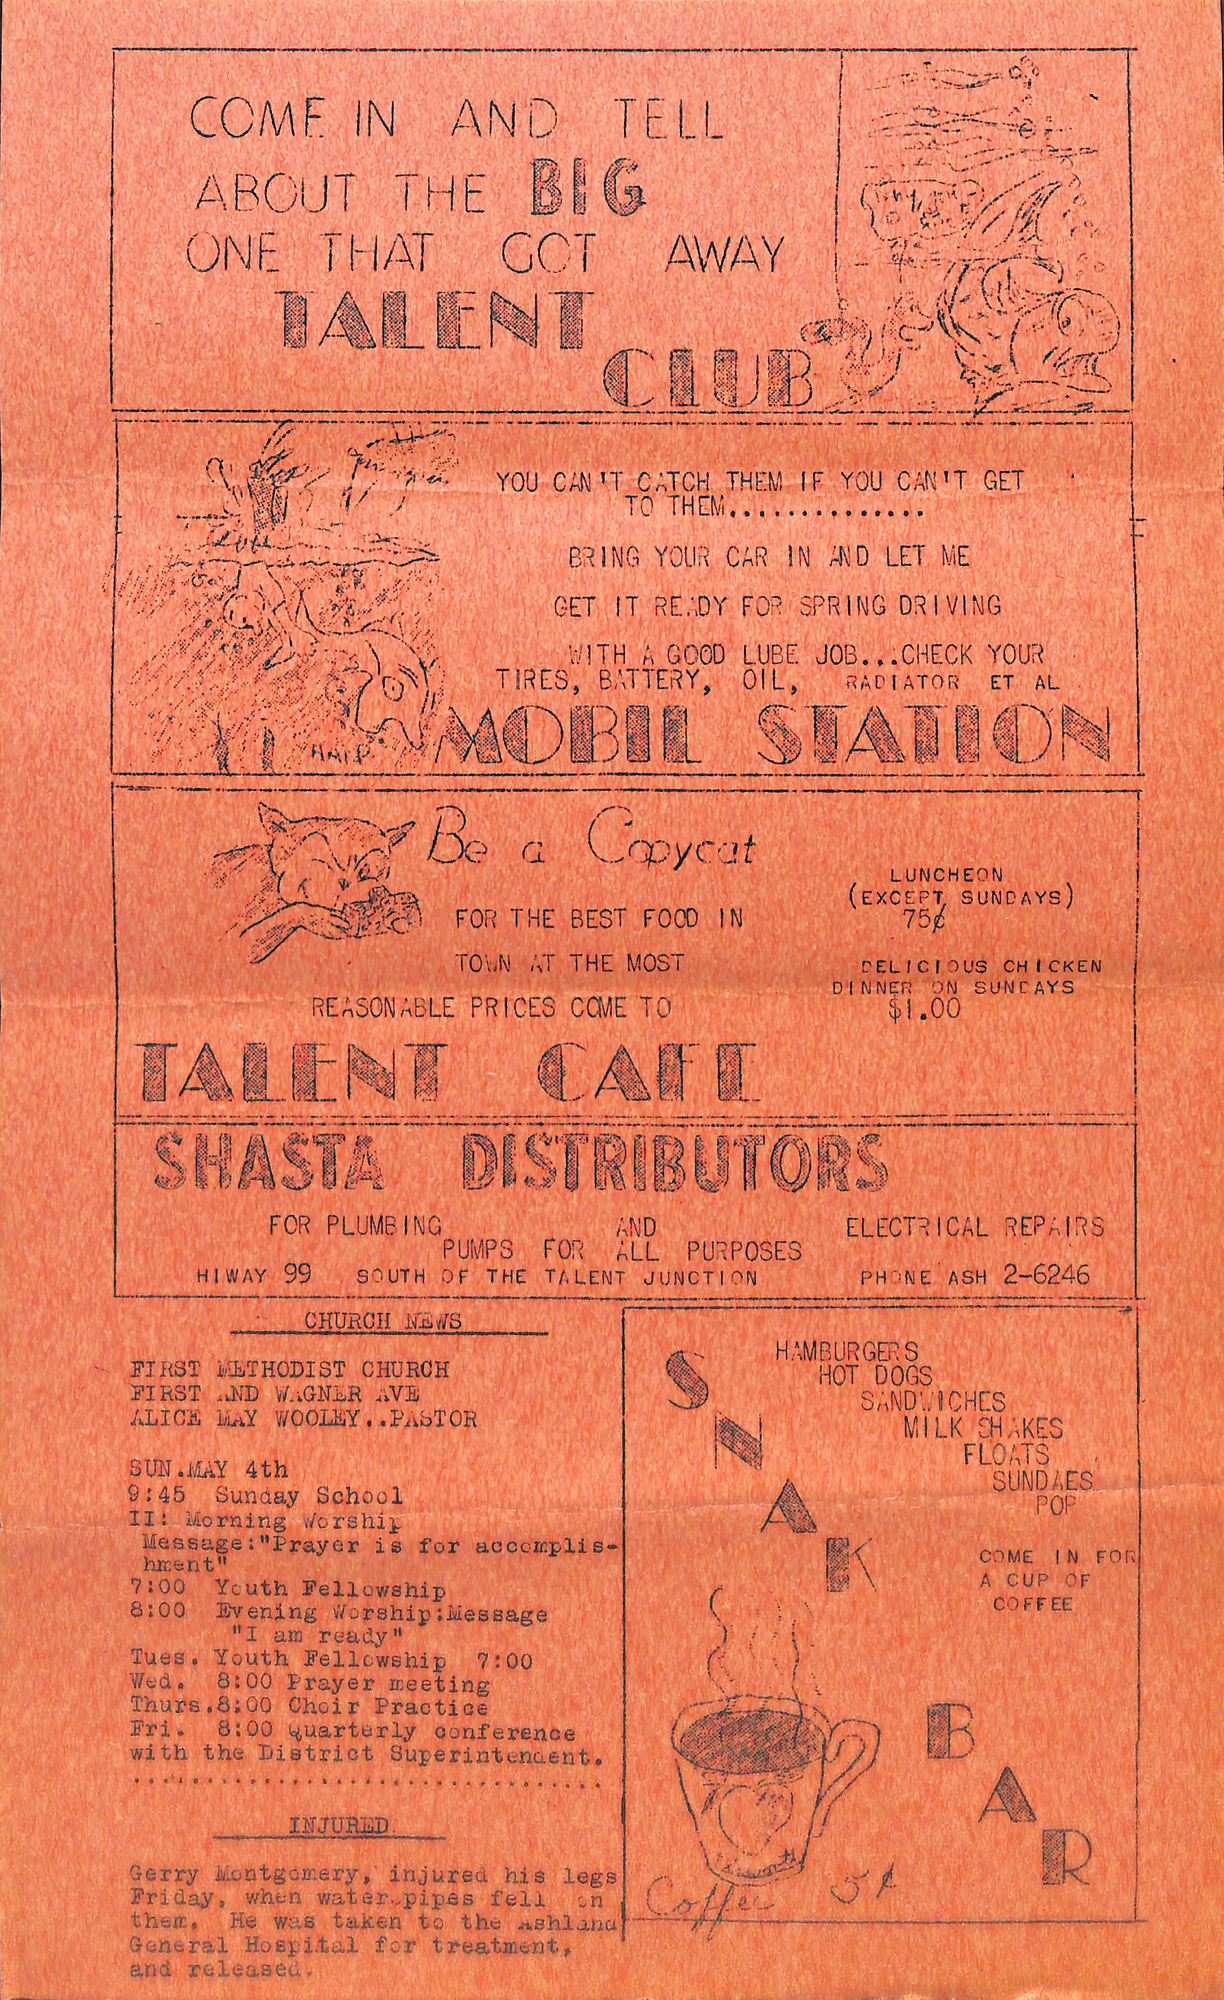 COME IN AND TELL
ABOUT THE BIG
ONE THAT GOT AWAY
TALENT
CLUB
YOU CAN'T CATCH THEM IF YOU CAN'T GET
TO THEM..............
BRING YOUR CAR IN AND LET ME
GET IT READY FOR SPRING DRIVING
WITH A GOOD LUBE JOB...CHECK YOUR
TIRES, BATTERY, OIL, RADIATOR ET AL
MOBIL STATION
Be a Copycat
FOR THE BEST FOOD IN
TOWN AT THE MOST
REASONABLE PRICES COME TO
TALENT CAFE
LUNCHEON
(EXCEPT SUNDAYS)
75¢
DELICIOUS CHICKEN
DINNER ON SUNDAYS
$1.00
SHASTA DISTRIBUTORS
FOR PLUMBING AND ELECTRICAL REPAIRS
PUMPS FOR ALL PURPOSES
HIWAY 99 SOUTH OF THE TALENT JUNCTION PHONE ASH 2-6246
CHURCH NEWS
FIRST METHODIST CHURCH
FIRST AND WAGNER AVE
ALICE MAY WOOLEY..PASTOR
SUN.MAY 4th
9:45 Sunday School
II: Morning Worship
Message:"Prayer is for accomplis-
hment"
7:00 Youth Fellowship
8:00 Evening Worship:Message
"I am ready"
Tues. Youth Fellowship 7:00
Wed. 8:00 Prayer meeting
Thurs.8:00 Choir Practice
Fri. 8:00 Quarterly conference
with the District Superintendent.
.................................
INJURED
Gerry Montgomery, injured his legs
Friday, when water pipes fell on
them. He was taken to the Ashland
General Hospital for treatment,
and released.
SNAK
HAMBURGERS
HOT DOGS
SANDWICHES
MILK SHAKES
FLOATS
SUNDAES
POP
COME IN FOR
A CUP OF
COFFEE
BAR
Coffee 5¢